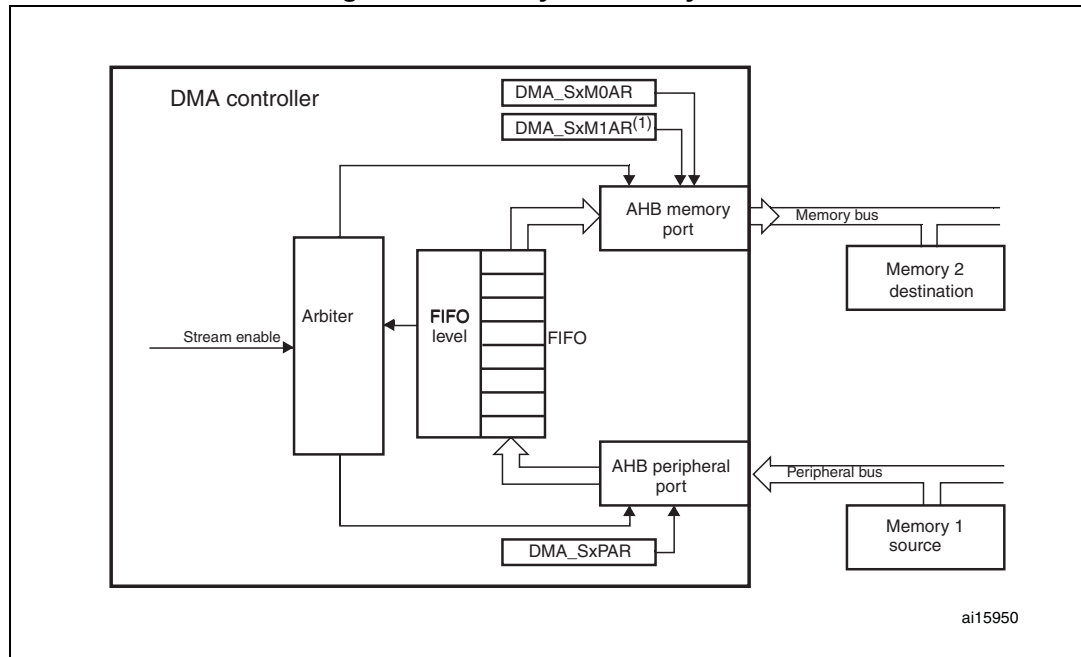 DMA controller
DMA_SxM0AR
DMA_SxM1AR(1)
AHB memory
port
Memory bus
Memory 2
destination
Arbiter
FIFO
level
FIFO
Stream enable
AHB peripheral
port
Peripheral bus
Memory 1
source
DMA_SxPAR
ai15950